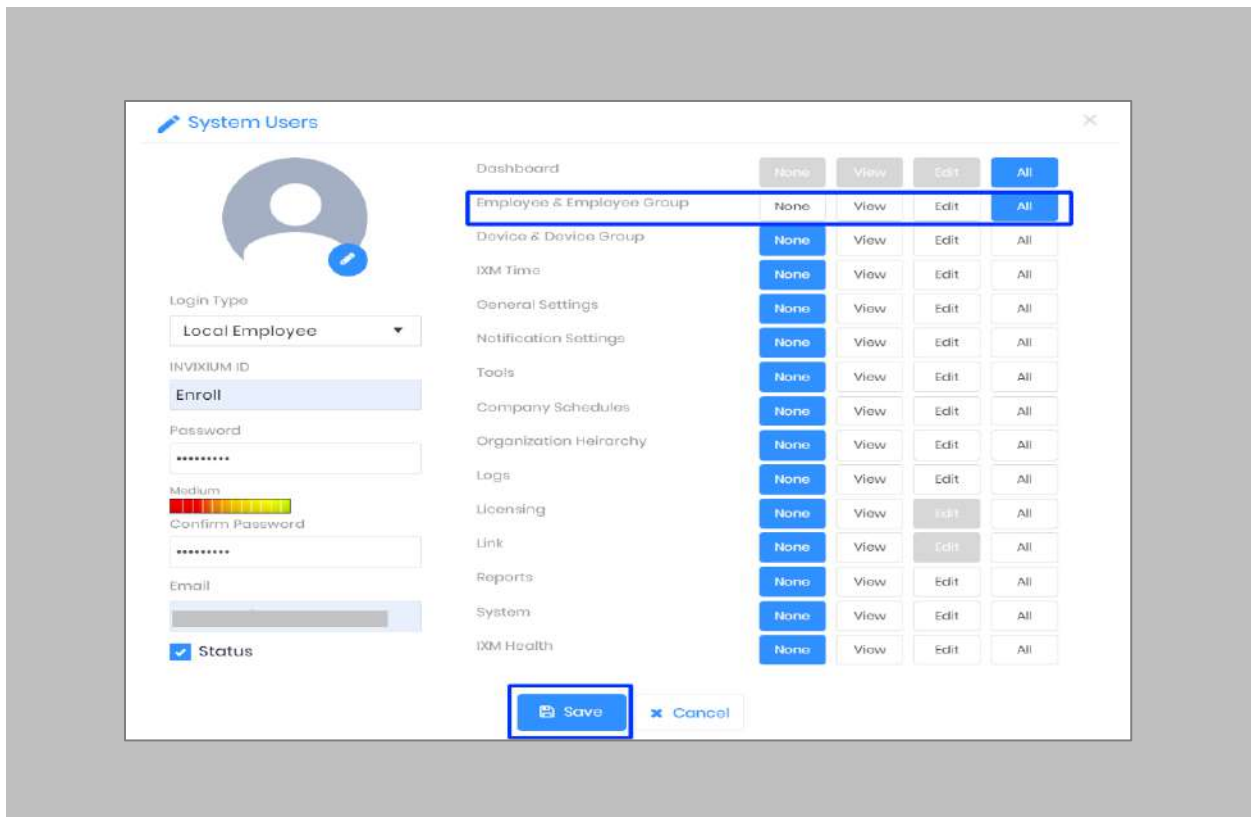 System Users
Login Type
Local Employee
INVIXIUM ID
Enroll
Password
•••••••••
Medium
Confirm Password
•••••••••
Email
Status
Dashboard None View Edit All
Employee & Employee Group None View Edit All
Device & Device Group None View Edit All
IXM Time None View Edit All
General Settings None View Edit All
Notification Settings None View Edit All
Tools None View Edit All
Company Schedules None View Edit All
Organization Heirarchy None View Edit All
Logs None View Edit All
Licensing None View Edit All
Link None View Edit All
Reports None View Edit All
System None View Edit All
IXM Health None View Edit All
Save Cancel